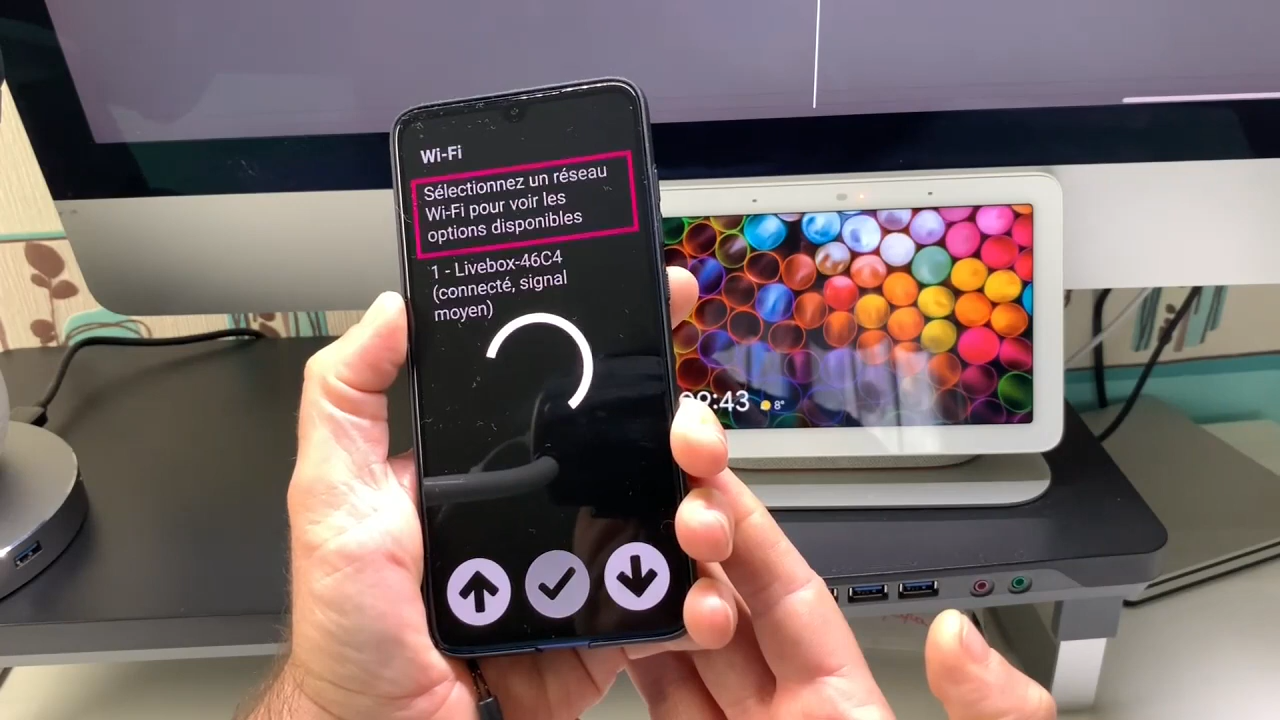 Wi-Fi
Sélectionnez un réseau
Wi-Fi pour voir les
options disponibles
1 - Livebox-46C4
(connecté, signal
moyen)
8°